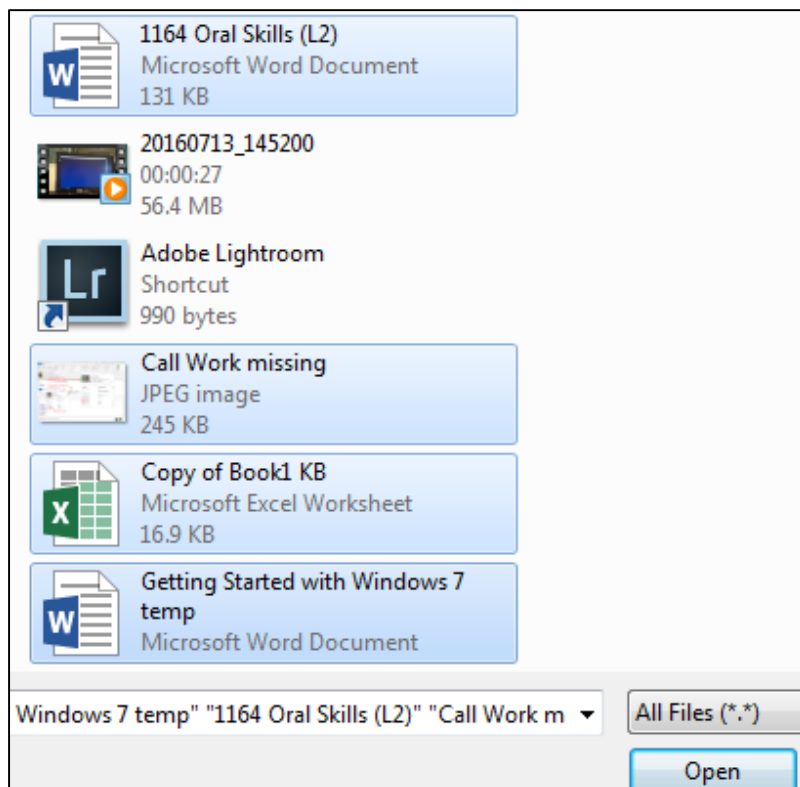 1164 Oral Skills (L2)
Microsoft Word Document
131 KB
20160713_145200
00:00:27
56.4 MB
Adobe Lightroom
Shortcut
990 bytes
Call Work missing
JPEG image
245 KB
Copy of Book1 KB
Microsoft Excel Worksheet
16.9 KB
Getting Started with Windows 7
temp
Microsoft Word Document
Windows 7 temp" "1164 Oral Skills (L2)" "Call Work m
All Files (*.*)
Open